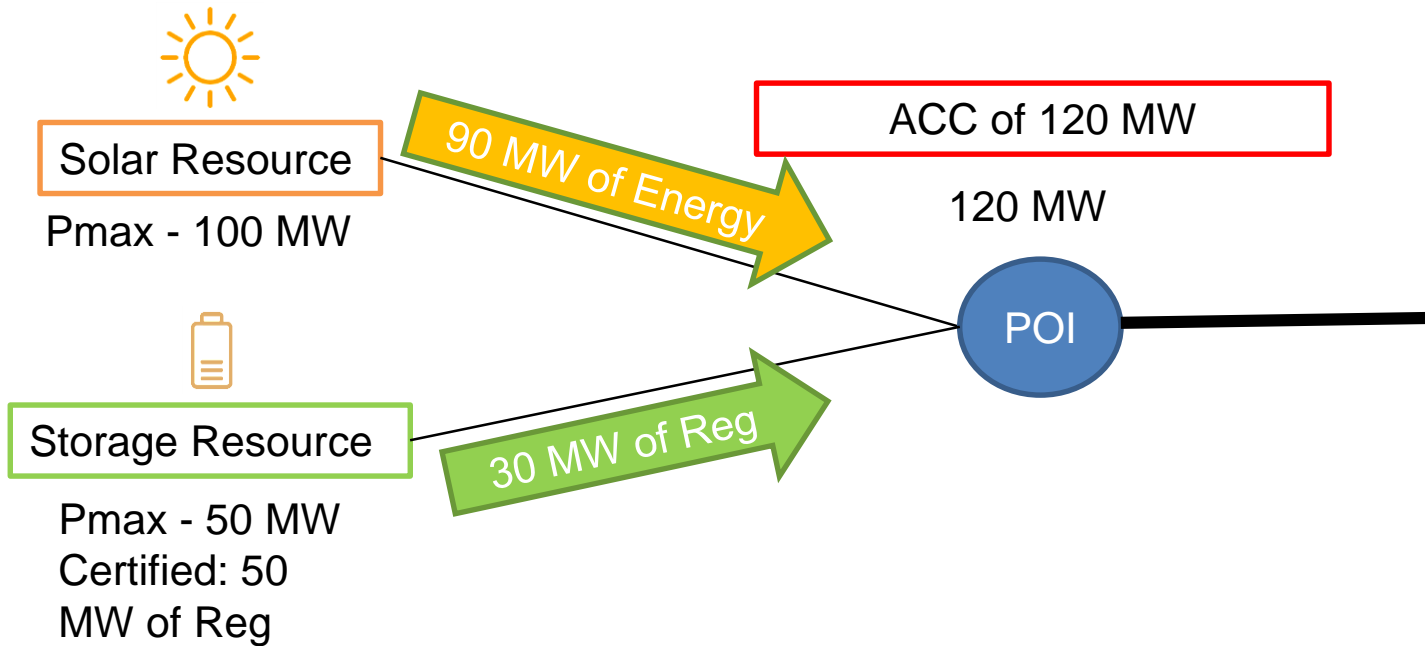 ACC of 120 MW
Solar Resource
90 MW of Energy
Pmax - 100 MW
120 MW
POI
Storage Resource
30 MW of Reg
Pmax - 50 MW
Certified: 50
MW of Reg